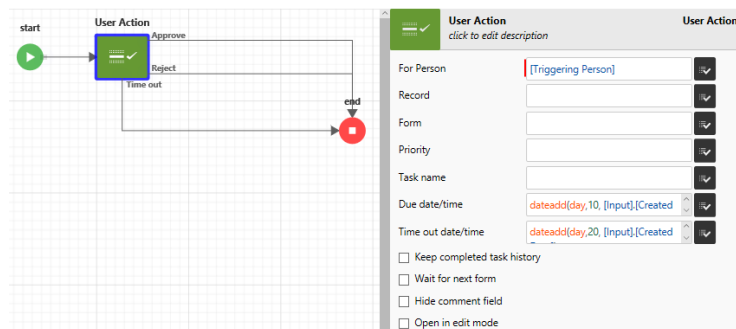 start
User Action
Approve
Reject
Time out
end
User Action
User Action
click to edit description
For Person
[Triggering Person]
Record
Form
Priority
Task name
Due date/time
dateadd(day,10, [Input].[Created
Time out date/time
dateadd(day,20, [Input].[Created
Keep completed task history
Wait for next form
Hide comment field
Open in edit mode